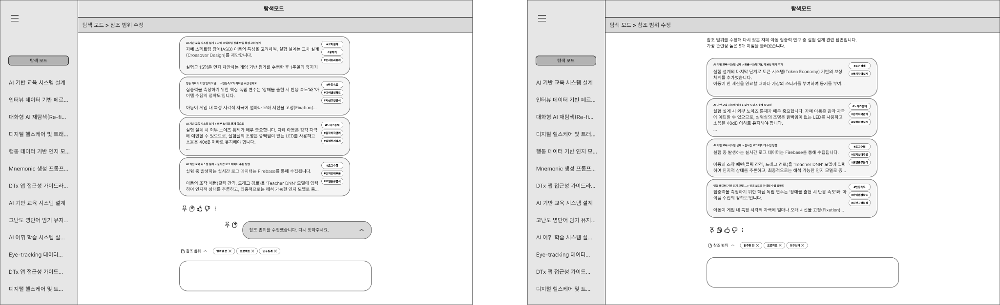 탐색모드
탐색 모드 > 참조 범위 수정
탐색 모드
AI 기반 교육 시스템 설계
인터뷰 데이터 기반 페르...
대화형 AI 재탐색(Re-fi...
디지털 헬스케어 및 트래...
행동 데이터 기반 인지 모...
Mnemonic 생성 프롬프...
DTx 앱 접근성 가이드라...
AI 기반 교육 시스템 설계
고난도 영단어 암기 유지...
AI 어휘 학습 시스템 실...
Eye-tracking 데이터...
DTx 앱 접근성 가이드...
디지털 헬스케어 및 트...
AI 기반 교육 시스템 설계 > 자폐 스펙트럼 장애 아동 특성 고려 설계
자폐 스펙트럼 장애(ASD) 아동의 특성을 고려하여, 실험 설계는 교차 설계
(Crossover Design)를 제안합니다.
실험군 15명은 먼저 제안하는 게임 기반 평가를 수행한 후 1주일의 휴지기
#교차설계
#휴지기
#순서효과통제
행동 데이터 기반 인지 모델 ... > 반응속도와 아이템 수집 정확도
집중력을 측정하기 위한 핵심 독립 변수는 '장애물 출현 시 반응 속도'와 '아
이템 수집의 정확도'입니다.
아동이 게임 내 특정 시각적 자극에 얼마나 오래 시선을 고정(Fixation)...
#반응속도
#아이템정확도
#시선고정분석
AI 기반 교육 시스템 설계 > 외부 노이즈 통제 중요성
실험 설계 시 외부 노이즈 통제가 매우 중요합니다. 자폐 아동은 감각 자극
에 예민할 수 있으므로, 실험실의 조명은 깜빡임이 없는 LED를 사용하고
소음은 40dB 이하로 유지해야 합니다.
...
#노이즈통제
#감각자극관리
#실험환경설계
AI 기반 교육 시스템 설계 > 실시간 로그 데이터 수집 방법
실험 중 발생하는 실시간 로그 데이터는 Firebase를 통해 수집됩니다.
아동의 조작 패턴(클릭 간격, 드래그 경로)을 'Teacher DNN' 모델에 입력
하여 인지적 상태를 추론하고, 최종적으로는 해석 가능한 인지 모델로 증...
#로그수집
#인지상태추론
#모델증류분석
참조 범위를 수정했습니다. 다시 찾아주세요.
참조 범위
일주일 전
프로젝트
연구설계
탐색모드
탐색 모드 > 참조 범위 수정
탐색 모드
AI 기반 교육 시스템 설계
인터뷰 데이터 기반 페르...
대화형 AI 재탐색(Re-fi...
디지털 헬스케어 및 트래...
행동 데이터 기반 인지 모...
Mnemonic 생성 프롬프...
DTx 앱 접근성 가이드라...
AI 기반 교육 시스템 설계
고난도 영단어 암기 유지...
AI 어휘 학습 시스템 실...
Eye-tracking 데이터...
DTx 앱 접근성 가이드...
디지털 헬스케어 및 트...
참조 범위를 수정해 다시 찾은 자폐 아동 집중력 연구 중 실험 설계 관련 답변입니다.
가장 관련성 높은 5개 지점을 불러왔습니다.
AI 기반 교육 시스템 설계 > 토큰 시스템 기반의 보상 체계 추가
실험 설계의 마지막 단계로 토큰 시스템(Token Economy) 기반의 보상
체계를 추가했습니다.
아동이 한 세션을 완료할 때마다 가상의 스티커를 부여하여 동기를 부여...
#토큰경제
#동기부여설계
AI 기반 교육 시스템 설계 > 외부 노이즈 통제 중요성
실험 설계 시 외부 노이즈 통제가 매우 중요합니다. 자폐 아동은 감각 자극
에 예민할 수 있으므로, 실험실의 조명은 깜빡임이 없는 LED를 사용하고
소음은 40dB 이하로 유지해야 합니다.
...
#노이즈통제
#감각자극관리
#실험환경설계
AI 기반 교육 시스템 설계 > 실시간 로그 데이터 수집 방법
실험 중 발생하는 실시간 로그 데이터는 Firebase를 통해 수집됩니다.
아동의 조작 패턴(클릭 간격, 드래그 경로)을 'Teacher DNN' 모델에 입력
하여 인지적 상태를 추론하고, 최종적으로는 해석 가능한 인지 모델로 증...
#로그수집
#인지상태추론
#모델증류분석
행동 데이터 기반 인지 모델 ... > 반응속도와 아이템 수집 정확도
집중력을 측정하기 위한 핵심 독립 변수는 '장애물 출현 시 반응 속도'와 '아
이템 수집의 정확도'입니다.
아동이 게임 내 특정 시각적 자극에 얼마나 오래 시선을 고정(Fixation)...
#반응속도
#아이템정확도
#시선고정분석
참조 범위
일주일 전
프로젝트
연구설계